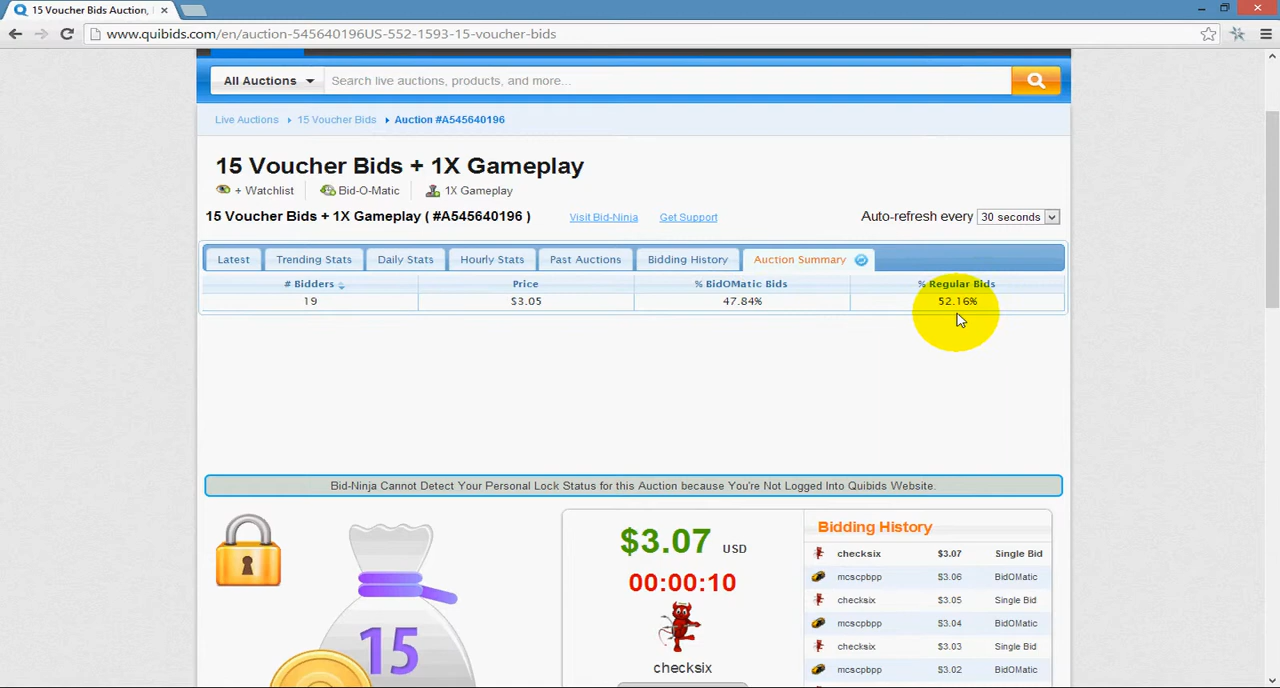 15 Voucher Bids Auction,
www.quibids.com/en/auction-545640196US-552-1593-15-voucher-bids
All Auctions Search live auctions, products, and more...
Live Auctions 15 Voucher Bids Auction #A545640196
15 Voucher Bids + 1X Gameplay
+ Watchlist Bid-O-Matic 1X Gameplay
15 Voucher Bids + 1X Gameplay ( #A545640196 ) Visit Bid-Ninja Get Support Auto-refresh every 30 seconds
Latest Trending Stats Daily Stats Hourly Stats Past Auctions Bidding History Auction Summary
# Bidders Price % BidOMatic Bids % Regular Bids
19 $3.05 47.84% 52.16%
Bid-Ninja Cannot Detect Your Personal Lock Status for this Auction because You're Not Logged Into Quibids Website.
$3.07 USD
00:00:10
checksix
15
Bidding History
checksix $3.07 Single Bid
mcscpbpp $3.06 BidOMatic
checksix $3.05 Single Bid
mcscpbpp $3.04 BidOMatic
checksix $3.03 Single Bid
mcscpbpp $3.02 BidOMatic